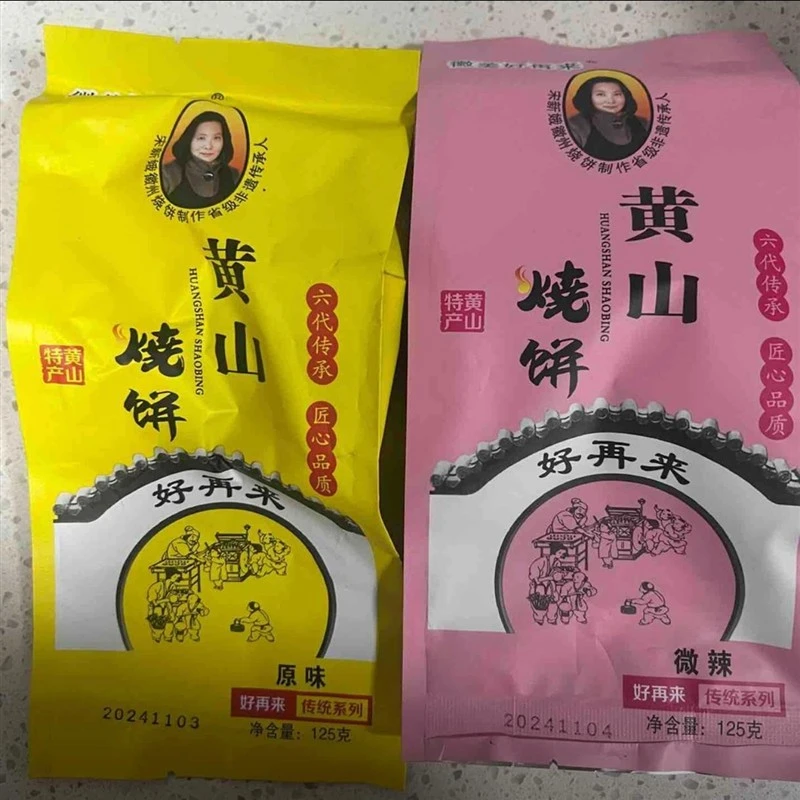 宋新娥徽州烧饼制作省级非遗传承人
黄山
HUANGSHAN SHAOBING
烧饼
黄山
特产
六代传承
匠心品质
好再来
原味
好再来 传统系列
20241103
净含量：125克
徽羹好再来
宋新娥徽州烧饼制作省级非遗传承人
黄山
HUANGSHAN SHAOBING
烧饼
黄山
特产
六代传承
匠心品质
好再来
微辣
好再来 传统系列
20241104
净含量：125克